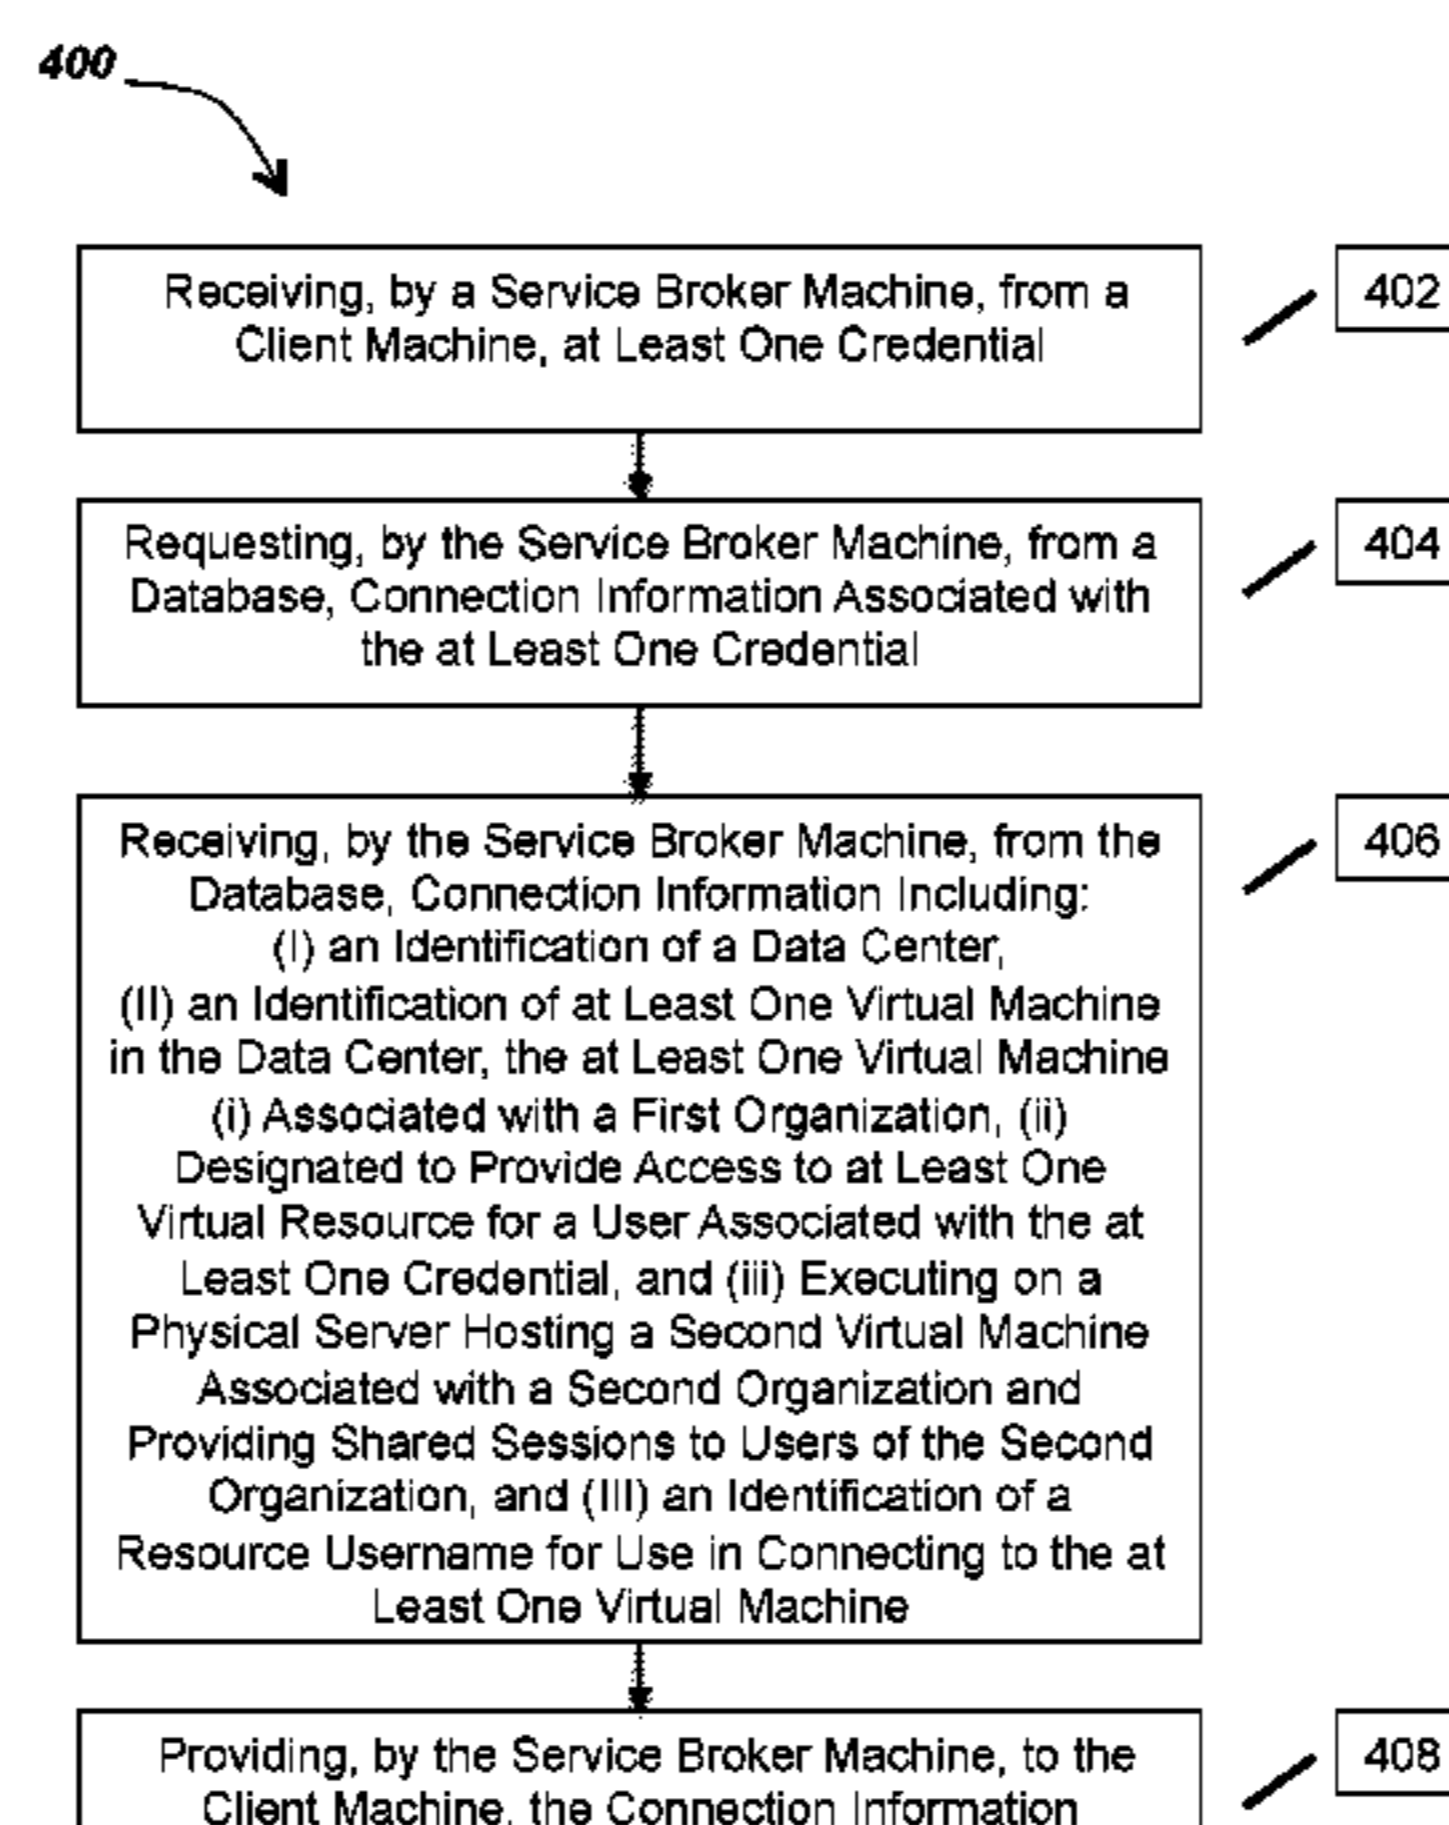 400
Receiving, by a Service Broker Machine, from a
Client Machine, at Least One Credential
402
Requesting, by the Service Broker Machine, from a
Database, Connection Information Associated with
the at Least One Credential
404
Receiving, by the Service Broker Machine, from the
Database, Connection Information Including:
(I) an Identification of a Data Center,
(II) an Identification of at Least One Virtual Machine
in the Data Center, the at Least One Virtual Machine
(i) Associated with a First Organization, (ii)
Designated to Provide Access to at Least One
Virtual Resource for a User Associated with the at
Least One Credential, and (iii) Executing on a
Physical Server Hosting a Second Virtual Machine
Associated with a Second Organization and
Providing Shared Sessions to Users of the Second
Organization, and (III) an Identification of a
Resource Username for Use in Connecting to the at
Least One Virtual Machine
406
Providing, by the Service Broker Machine, to the
Client Machine, the Connection Information
408